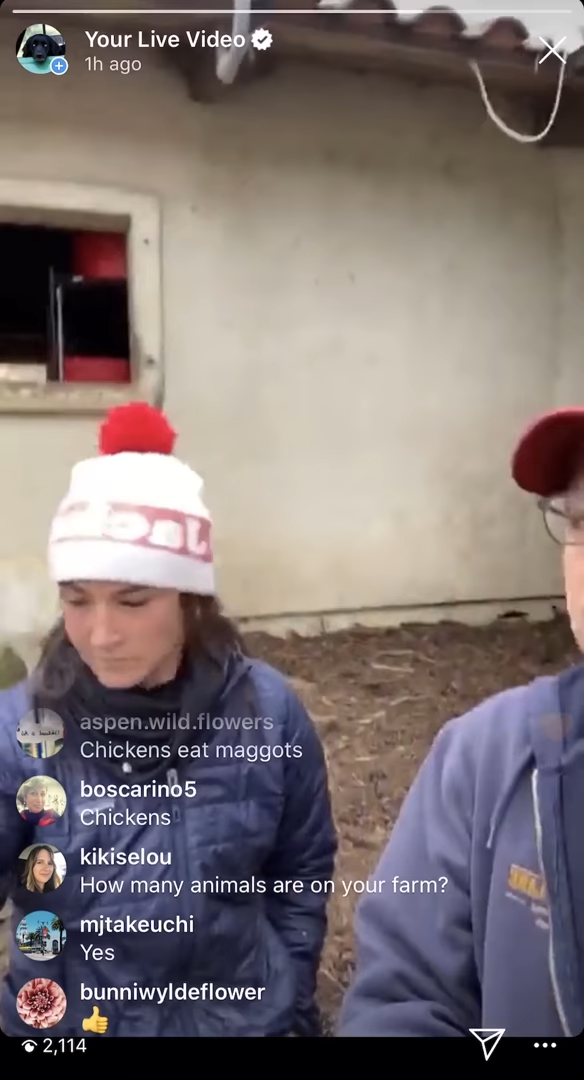 Your Live Video
1h ago
aspen.wild.flowers
Chickens eat maggots
boscarino5
Chickens
kikiselou
How many animals are on your farm?
mjtakeuchi
Yes
bunniwyldeflower
👍
2,114